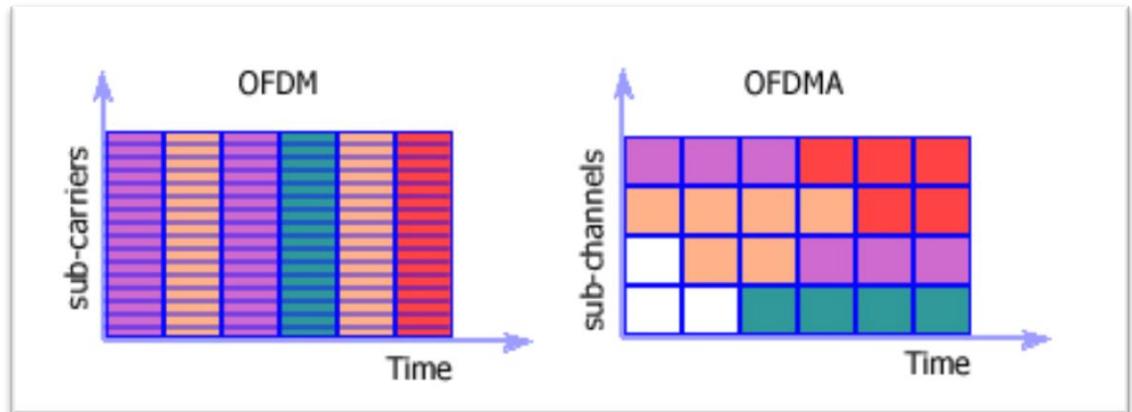 OFDM
sub-carriers
Time
OFDMA
sub-channels
Time